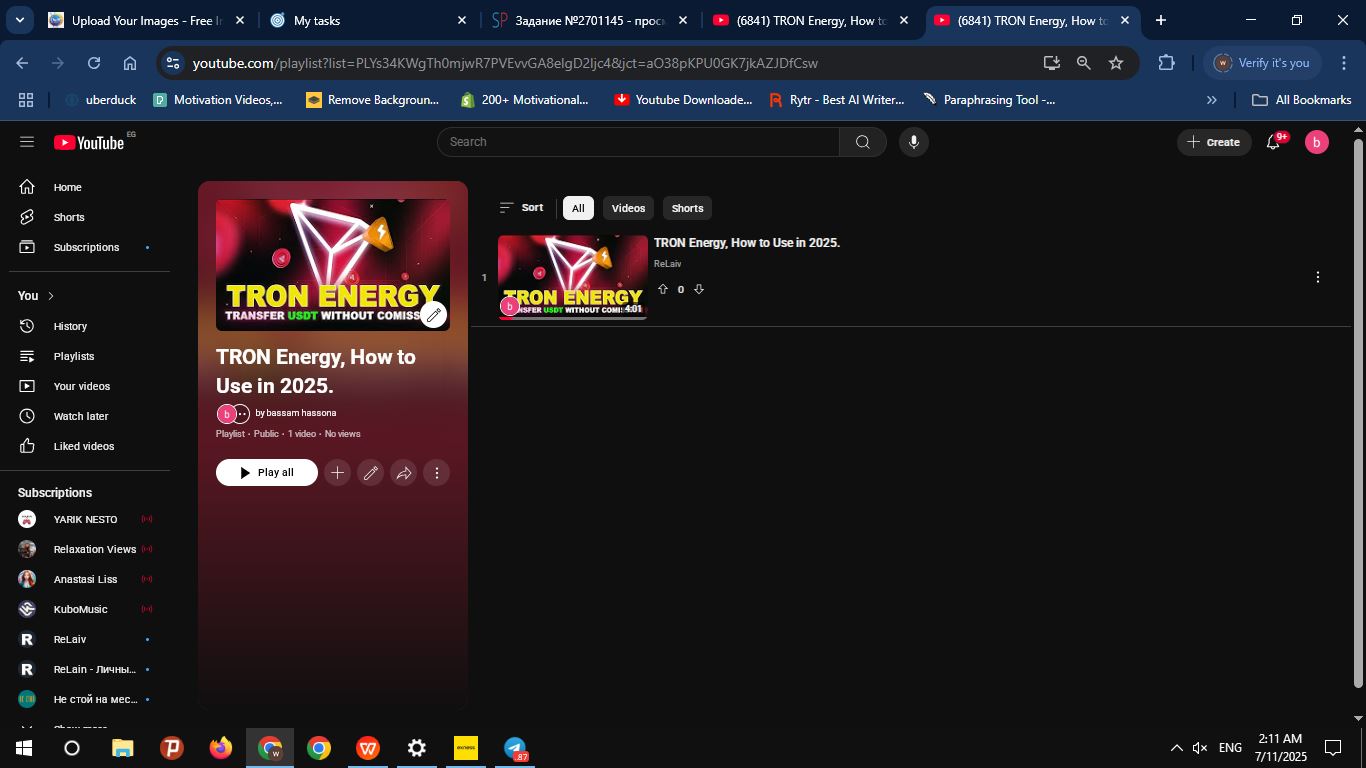 Upload Your Images - Free I
My tasks
Задание №2701145 - прос
(6841) TRON Energy, How to
(6841) TRON Energy, How to
youtube.com/playlist?list=PLYs34KWgTh0mjwR7PVEvvGA8eIgD2Ijc4&jct=aO38pKPU0GK7jkAZJDfCsw
Verify it's you
uberduck
Motivation Videos,...
Remove Backgroun...
200+ Motivational...
Youtube Downloade...
Rytr - Best AI Writer...
Paraphrasing Tool -...
All Bookmarks
YouTube EG
Search
Create
9+
b
Home
Shorts
Subscriptions
You
History
Playlists
Your videos
Watch later
Liked videos
Subscriptions
YARIK NESTO
Relaxation Views
Anastasi Liss
KuboMusic
ReLaiv
ReLain - Личны...
Не стой на мес...
Show more
TRON ENERGY
TRANSFER USDT WITHOUT COMISS
TRON Energy, How to
Use in 2025.
b
by bassam hassona
Playlist • Public • 1 video • No views
Play all
Sort
All
Videos
Shorts
1
TRON ENERGY
b
NSFER USDT WITHOUT COMI
4:01
TRON Energy, How to Use in 2025.
ReLaiv
0
exness
87
ENG
2:11 AM
7/11/2025